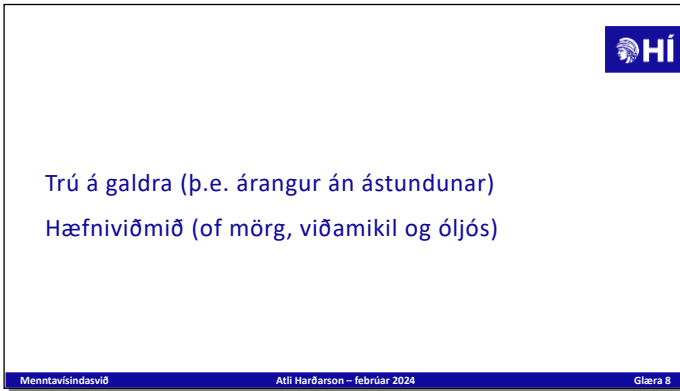 HÍ
Trú á galdra (þ.e. árangur án ástundunar)
Hæfniviðmið (of mörg, viðamikil og óljós)
Menntavísindasvið
Atli Harðarson – febrúar 2024
Glæra 8